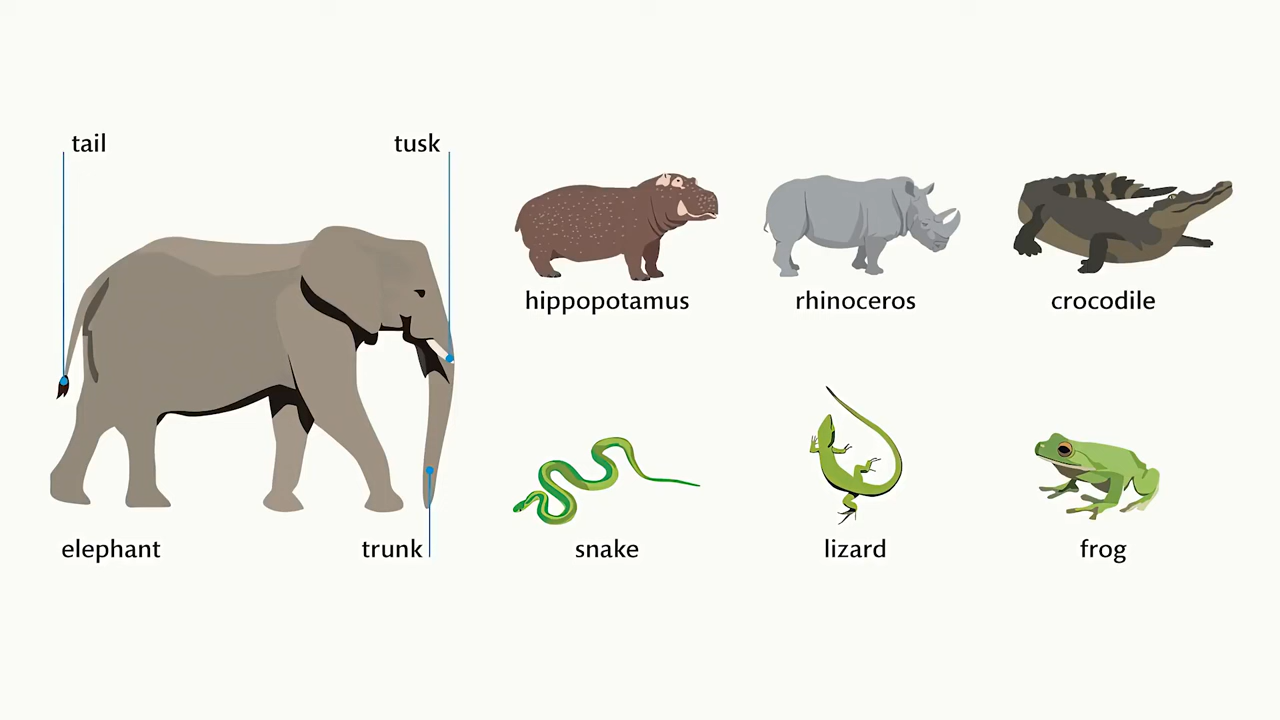 tail
tusk
elephant
trunk
hippopotamus
rhinoceros
crocodile
snake
lizard
frog